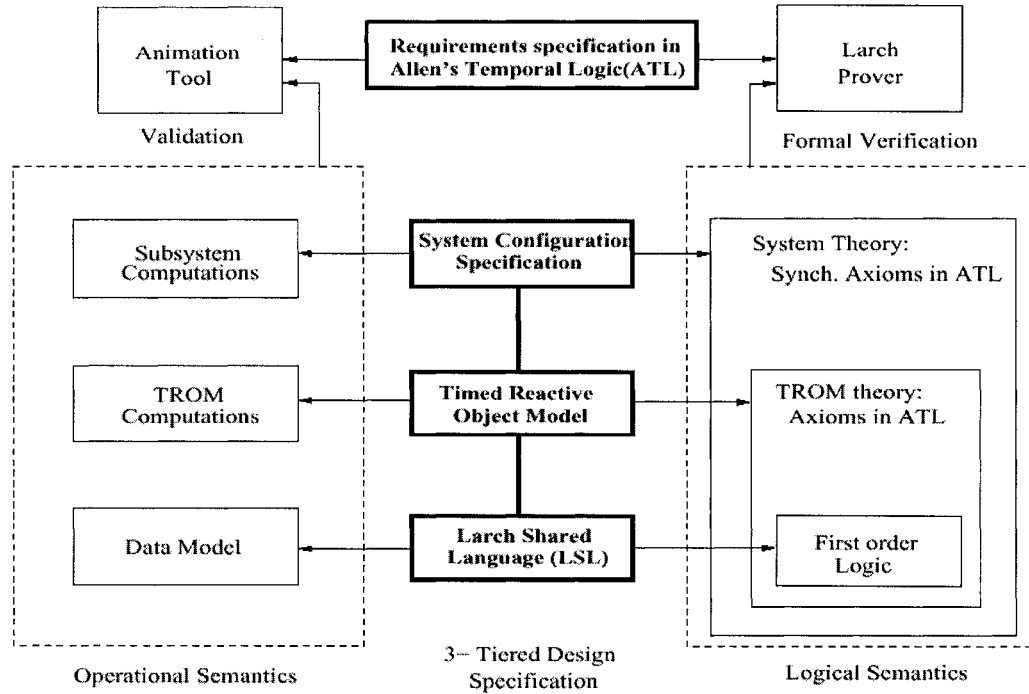 Animation
Tool
Requirements specification in
Allen's Temporal Logic(ATL)
Larch
Prover
Validation
Formal Verification
Subsystem
Computations
System Configuration
Specification
System Theory:
Synch. Axioms in ATL
TROM
Computations
Timed Reactive
Object Model
TROM theory:
Axioms in ATL
Data Model
Larch Shared
Language (LSL)
First order
Logic
Operational Semantics
3- Tiered Design
Specification
Logical Semantics